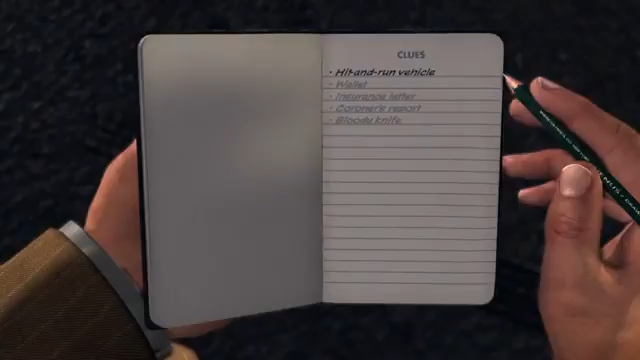 CLUES
· Hit-and-run vehicle
· Wallet
· Insurance letter
· Coroner's report
· Bloody knife